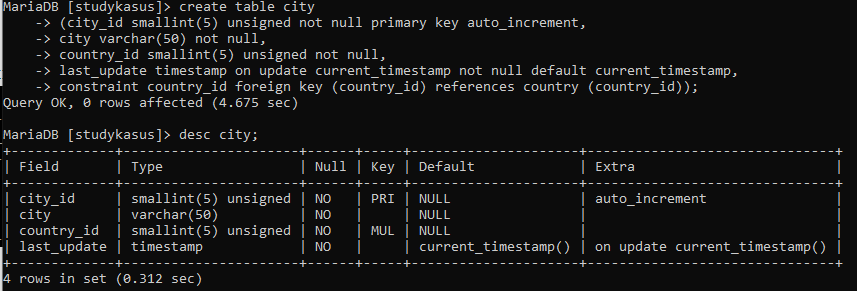 MariaDB [studykasus]> create table city
    -> (city_id smallint(5) unsigned not null primary key auto_increment,
    -> city varchar(50) not null,
    -> country_id smallint(5) unsigned not null,
    -> last_update timestamp on update current_timestamp not null default current_timestamp,
    -> constraint country_id foreign key (country_id) references country (country_id));
Query OK, 0 rows affected (4.675 sec)

MariaDB [studykasus]> desc city;
+-------------+----------------------+------+-----+---------------------+-------------------------------+
| Field       | Type                 | Null | Key | Default             | Extra                         |
+-------------+----------------------+------+-----+---------------------+-------------------------------+
| city_id     | smallint(5) unsigned | NO   | PRI | NULL                | auto_increment                |
| city        | varchar(50)          | NO   |     | NULL                |                               |
| country_id  | smallint(5) unsigned | NO   | MUL | NULL                |                               |
| last_update | timestamp            | NO   |     | current_timestamp() | on update current_timestamp() |
+-------------+----------------------+------+-----+---------------------+-------------------------------+
4 rows in set (0.312 sec)